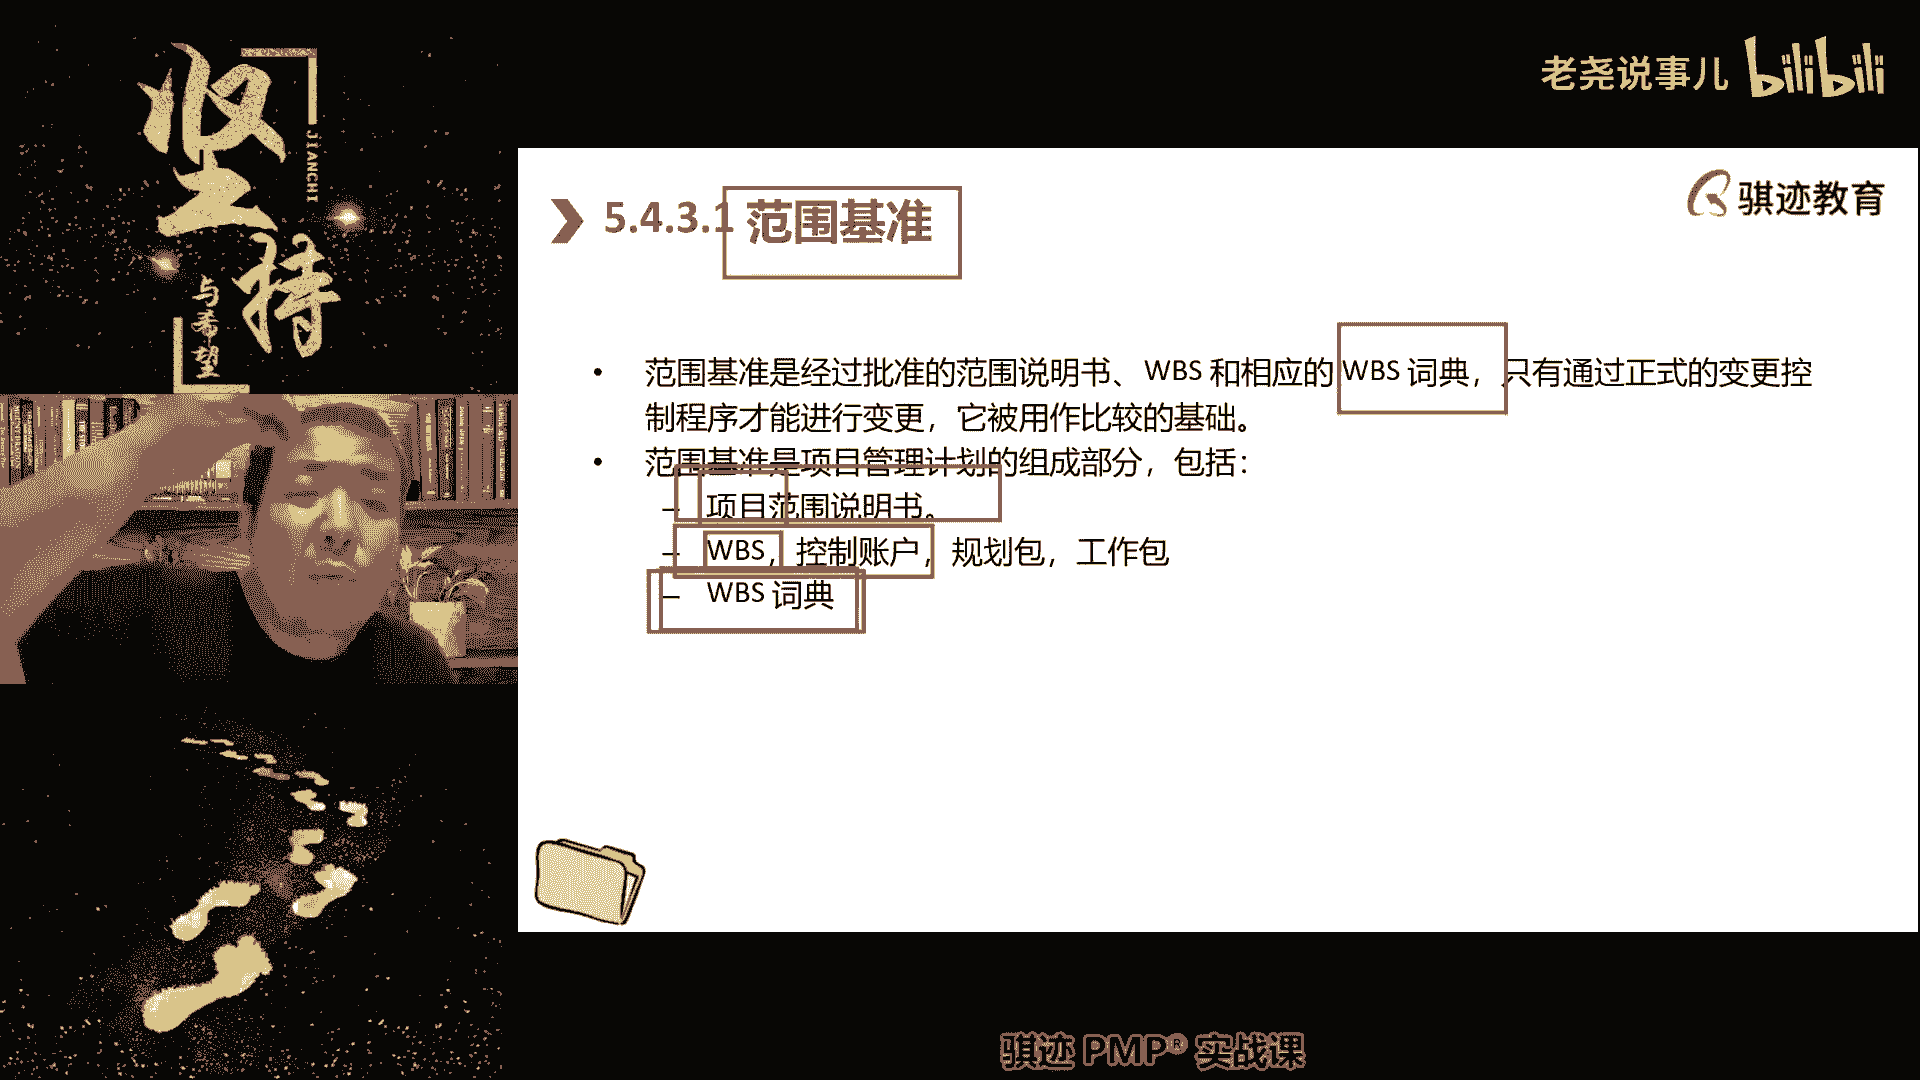 坚持
JIANCHI
与希望
老尧说事儿 bilibili
骐迹教育
5.4.3.1 范围基准
• 范围基准是经过批准的范围说明书、WBS 和相应的 WBS 词典，只有通过正式的变更控
制程序才能进行变更，它被用作比较的基础。
• 范围基准是项目管理计划的组成部分，包括：
– 项目范围说明书。
– WBS，控制账户，规划包，工作包
– WBS 词典
骐迹 PMP® 实战课